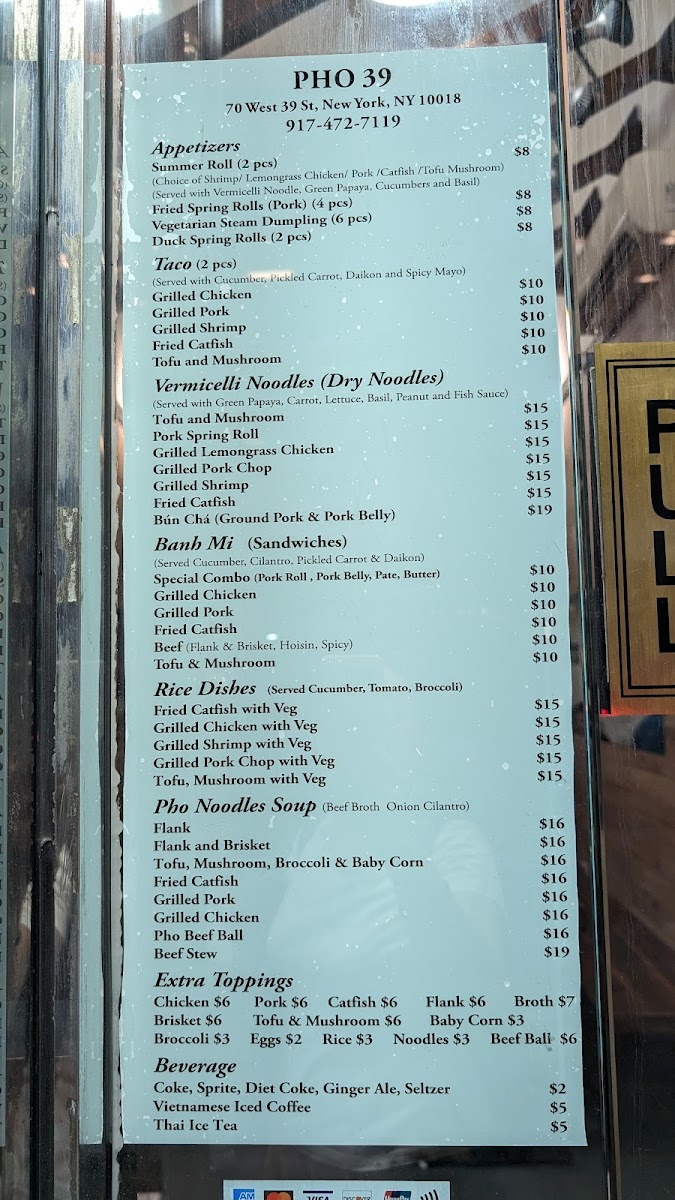 PHO 39
70 West 39 St, New York, NY 10018
917-472-7119
Appetizers
Summer Roll (2 pcs) $8
(Choice of Shrimp/ Lemongrass Chicken/ Pork /Catfish /Tofu Mushroom)
(Served with Vermicelli Noodle, Green Papaya, Cucumbers and Basil)
Fried Spring Rolls (Pork) (4 pcs) $8
Vegetarian Steam Dumpling (6 pcs) $8
Duck Spring Rolls (2 pcs) $8
Taco (2 pcs)
(Served with Cucumber, Pickled Carrot, Daikon and Spicy Mayo)
Grilled Chicken $10
Grilled Pork $10
Grilled Shrimp $10
Fried Catfish $10
Tofu and Mushroom $10
Vermicelli Noodles (Dry Noodles)
(Served with Green Papaya, Carrot, Lettuce, Basil, Peanut and Fish Sauce)
Tofu and Mushroom $15
Pork Spring Roll $15
Grilled Lemongrass Chicken $15
Grilled Pork Chop $15
Grilled Shrimp $15
Fried Catfish $15
Bún Chá (Ground Pork & Pork Belly) $19
Banh Mi (Sandwiches)
(Served Cucumber, Cilantro, Pickled Carrot & Daikon)
Special Combo (Pork Roll , Pork Belly, Pate, Butter) $10
Grilled Chicken $10
Grilled Pork $10
Fried Catfish $10
Beef (Flank & Brisket, Hoisin, Spicy) $10
Tofu & Mushroom $10
Rice Dishes (Served Cucumber, Tomato, Broccoli)
Fried Catfish with Veg $15
Grilled Chicken with Veg $15
Grilled Shrimp with Veg $15
Grilled Pork Chop with Veg $15
Tofu, Mushroom with Veg $15
Pho Noodles Soup (Beef Broth Onion Cilantro)
Flank $16
Flank and Brisket $16
Tofu, Mushroom, Broccoli & Baby Corn $16
Fried Catfish $16
Grilled Pork $16
Grilled Chicken $16
Pho Beef Ball $16
Beef Stew $19
Extra Toppings
Chicken $6 Pork $6 Catfish $6 Flank $6 Broth $7
Brisket $6 Tofu & Mushroom $6 Baby Corn $3
Broccoli $3 Eggs $2 Rice $3 Noodles $3 Beef Ball $6
Beverage
Coke, Sprite, Diet Coke, Ginger Ale, Seltzer $2
Vietnamese Iced Coffee $5
Thai Ice Tea $5
PULL
AM VISA DISCOVER UnionPay